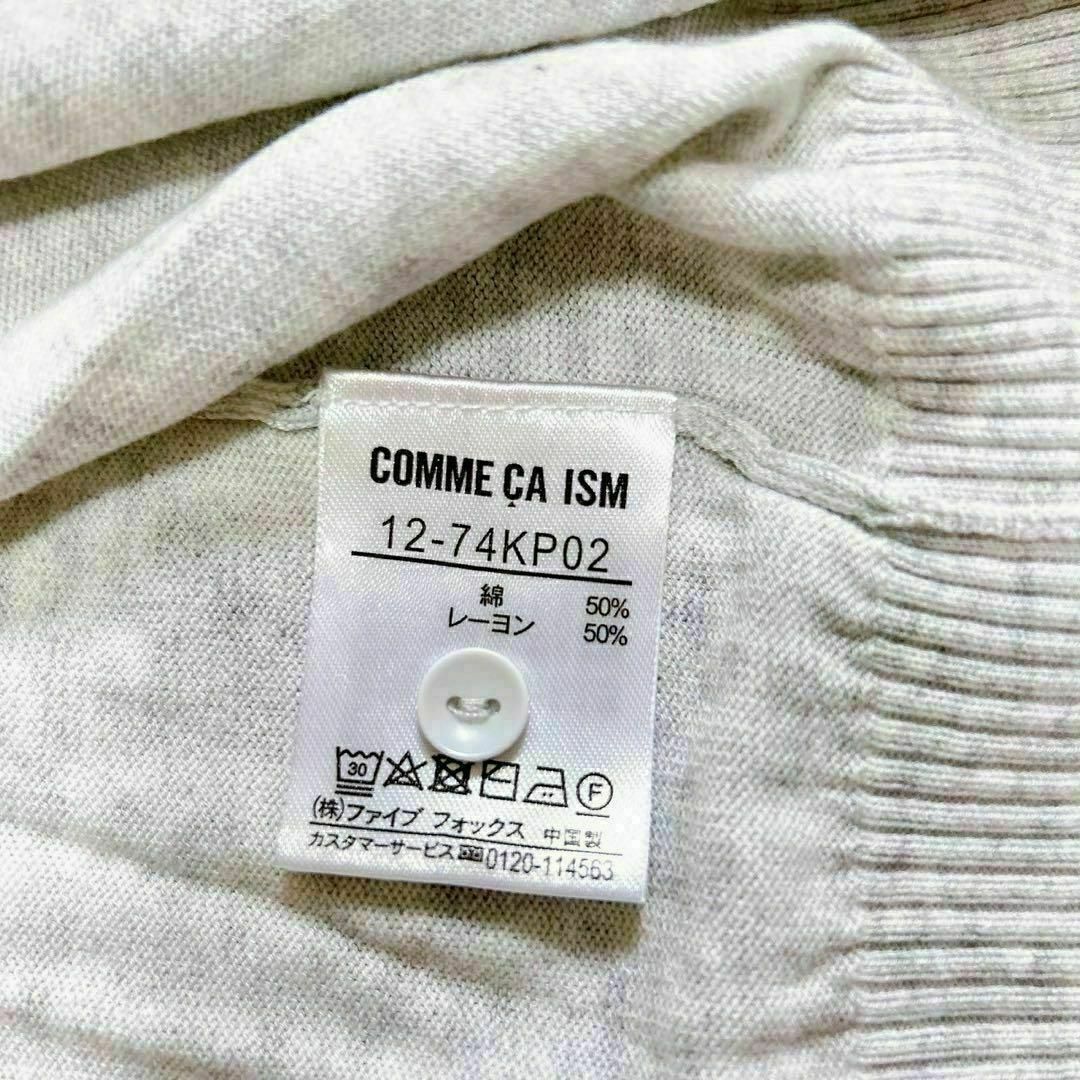 COMME ÇA ISM
12-74KP02
綿 50%
レーヨン 50%
30 F
(株)ファイブ フォックス 中国製
カスタマーサービス 0120-114563